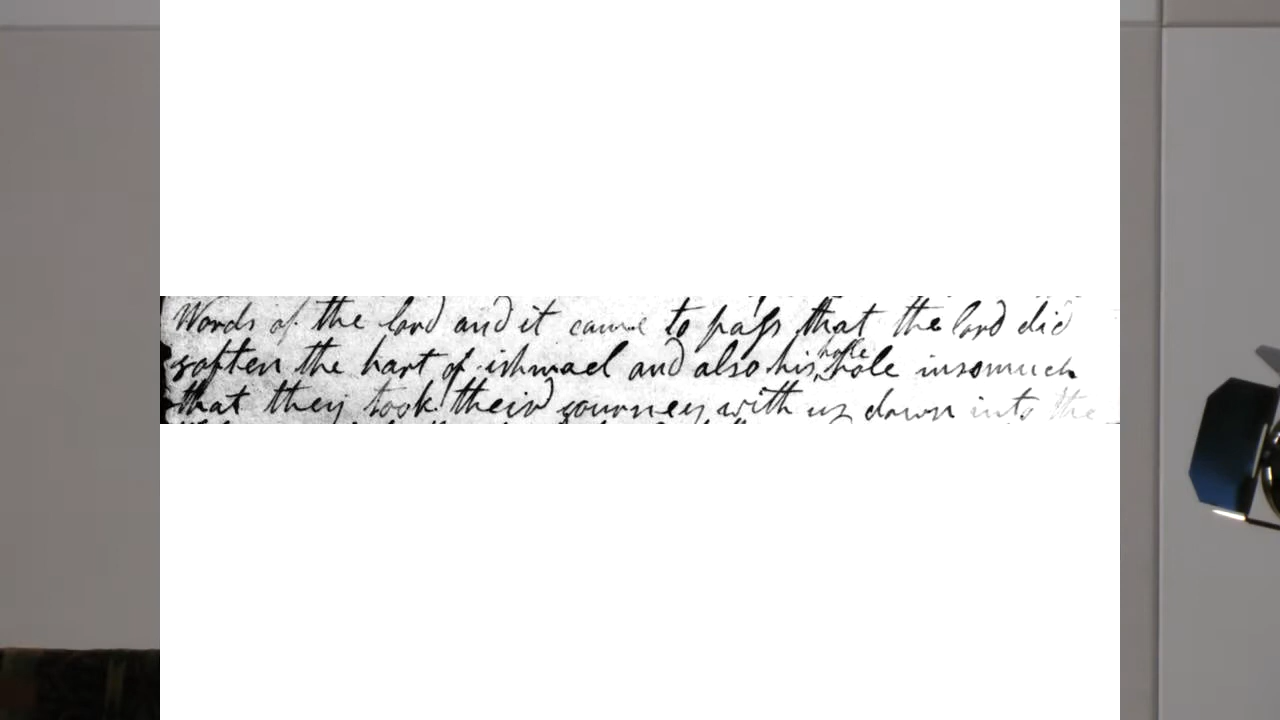 Words of the lord and it came to pass that the lord did
soften the hart of ishmael and also his hole hole insomuch
that they took their journey with us down into the